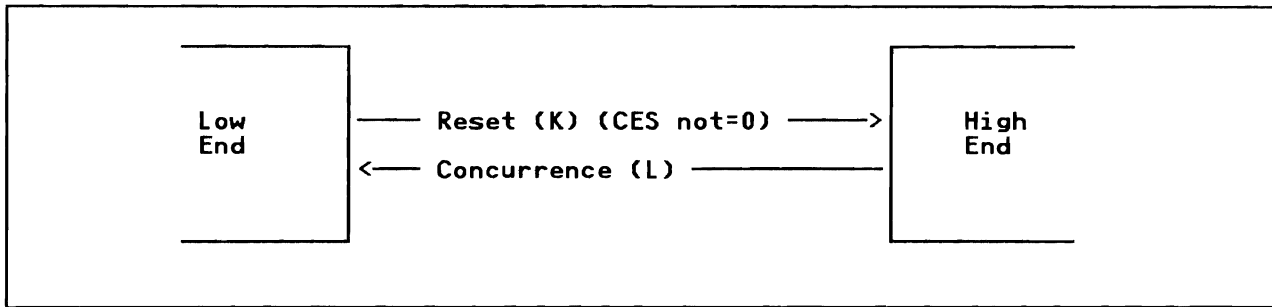 Low
End
Reset (K) (CES not=0)
Concurrence (L)
High
End